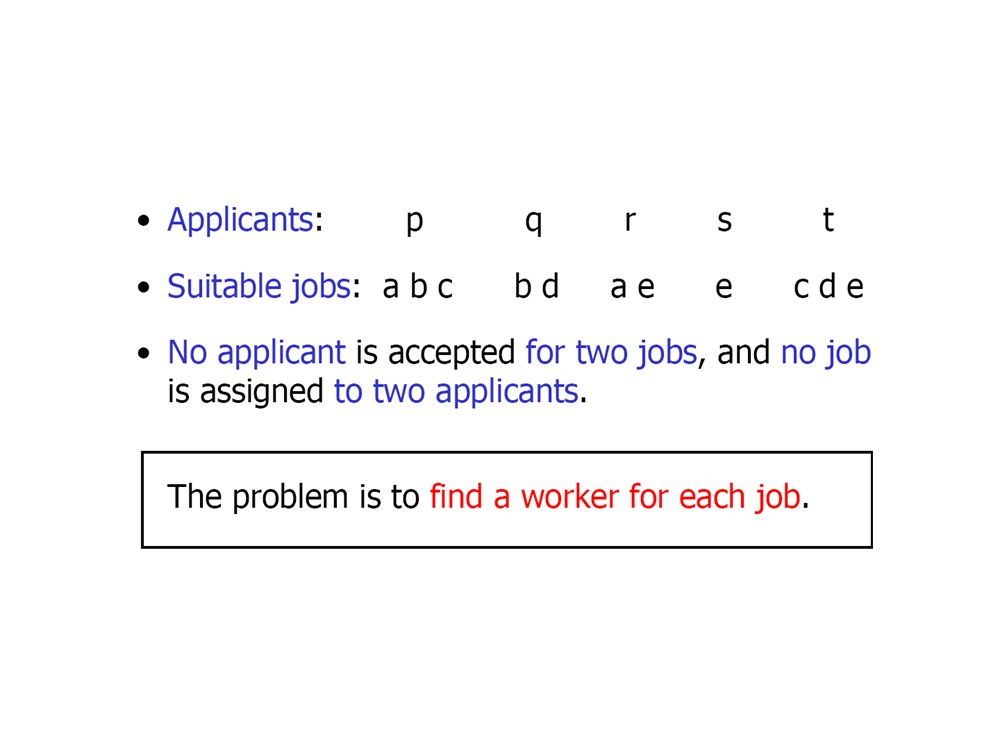 • Applicants: p q r s t
• Suitable jobs: a b c b d a e e c d e
• No applicant is accepted for two jobs, and no job
is assigned to two applicants.
The problem is to find a worker for each job.